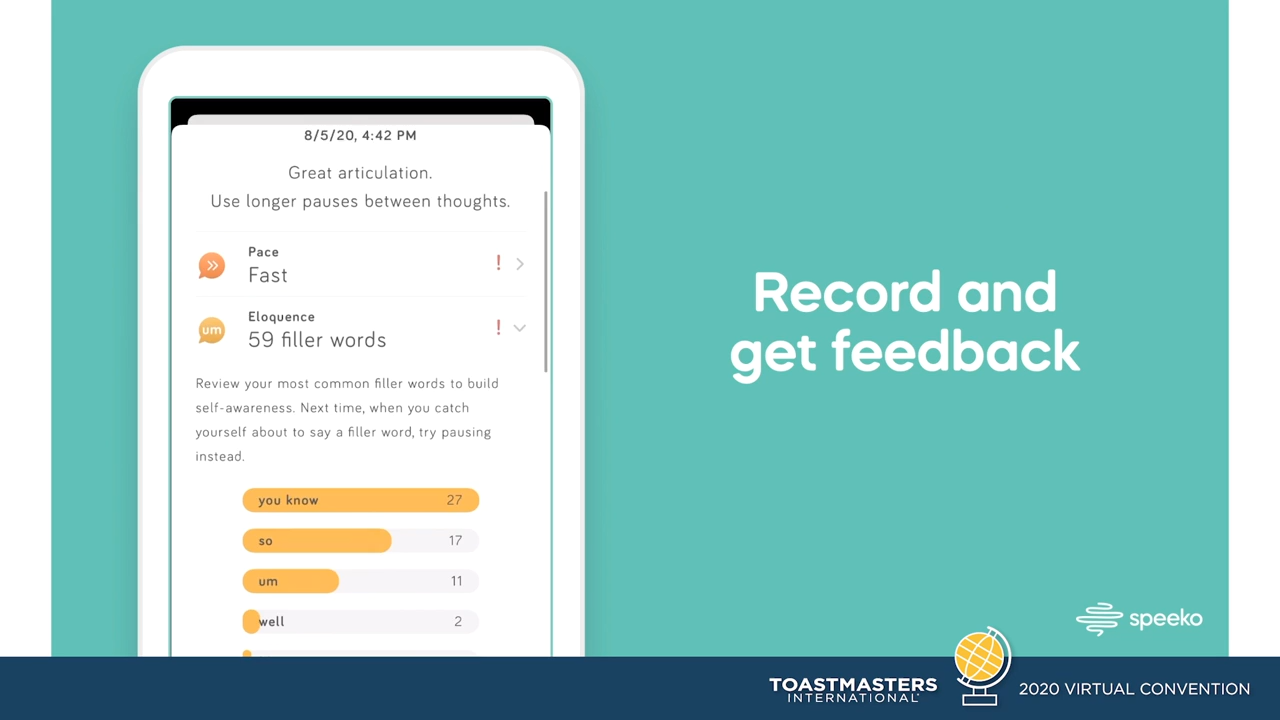 8/5/20, 4:42 PM
Great articulation.
Use longer pauses between thoughts.
Pace
Fast
!
um
Eloquence
59 filler words
!
Review your most common filler words to build
self-awareness. Next time, when you catch
yourself about to say a filler word, try pausing
instead.
you know 27
so 17
um 11
well 2
Record and
get feedback
speeko
TOASTMASTERS
INTERNATIONAL
2020 VIRTUAL CONVENTION